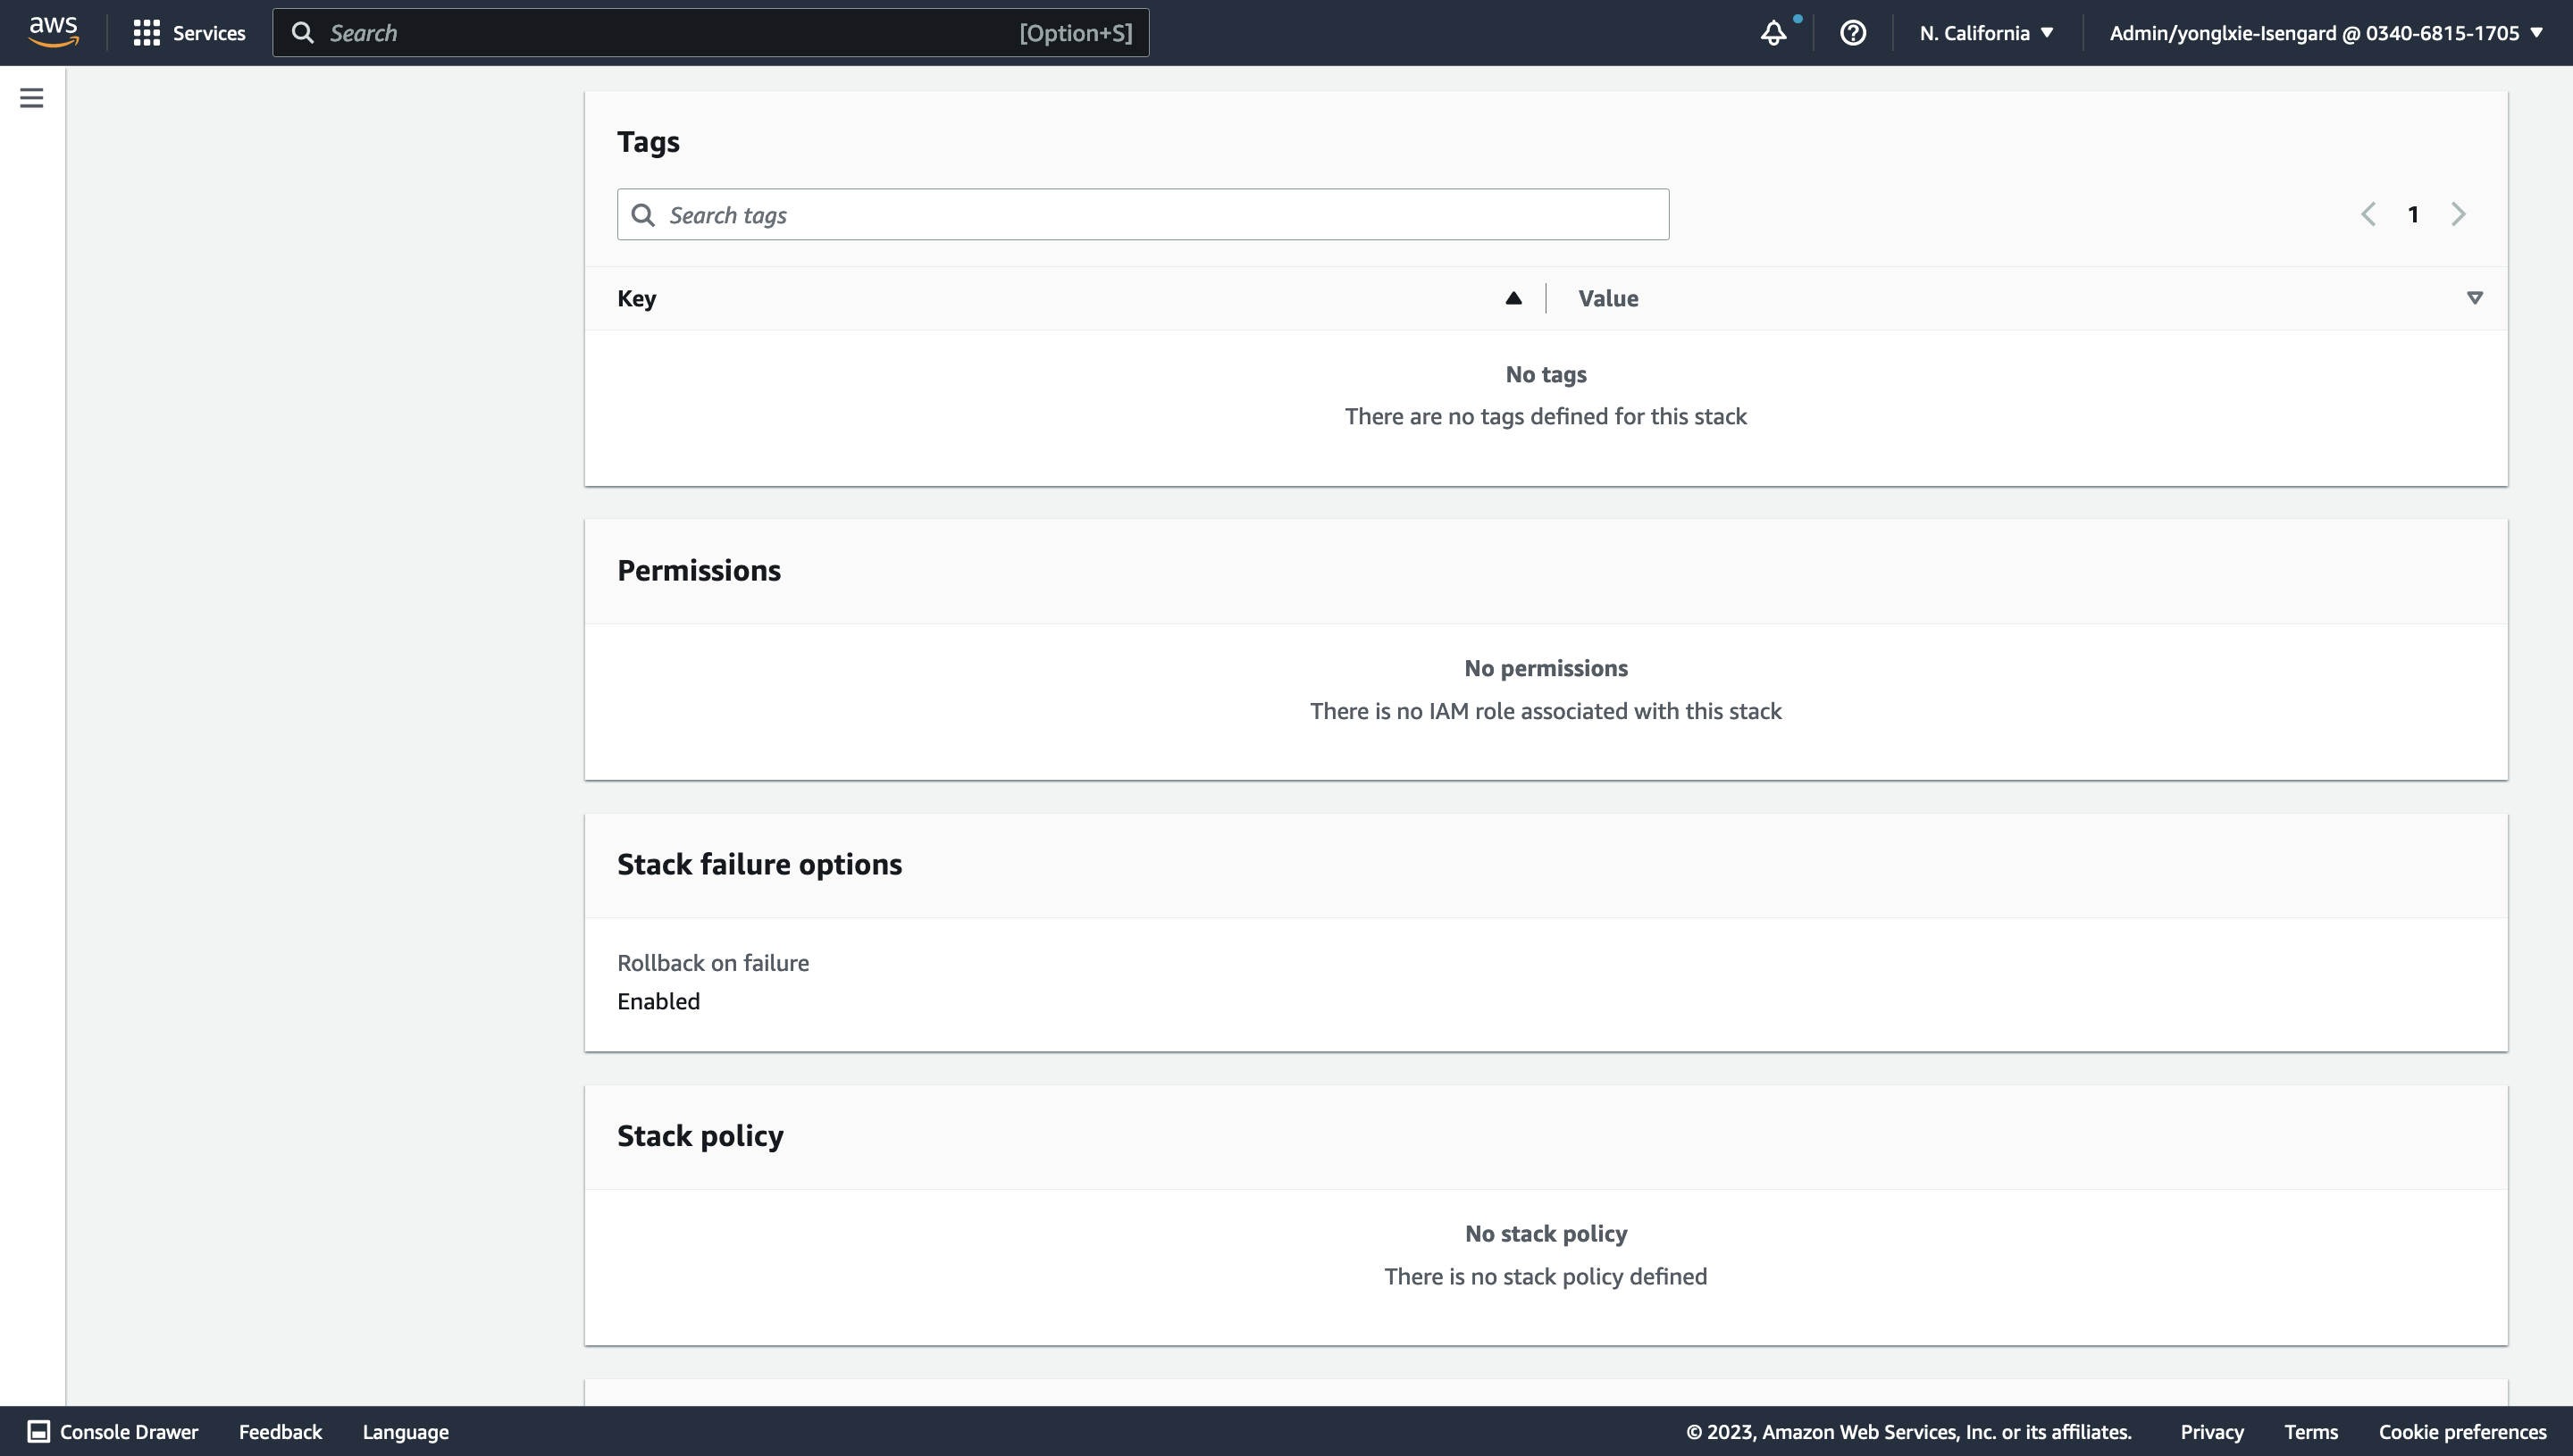 aws
Services
Search
[Option+S]
N. California
Admin/yonglxie-Isengard @ 0340-6815-1705
Tags
Search tags
1
Key
Value
No tags
There are no tags defined for this stack
Permissions
No permissions
There is no IAM role associated with this stack
Stack failure options
Rollback on failure
Enabled
Stack policy
No stack policy
There is no stack policy defined
Console Drawer
Feedback
Language
© 2023, Amazon Web Services, Inc. or its affiliates.
Privacy
Terms
Cookie preferences